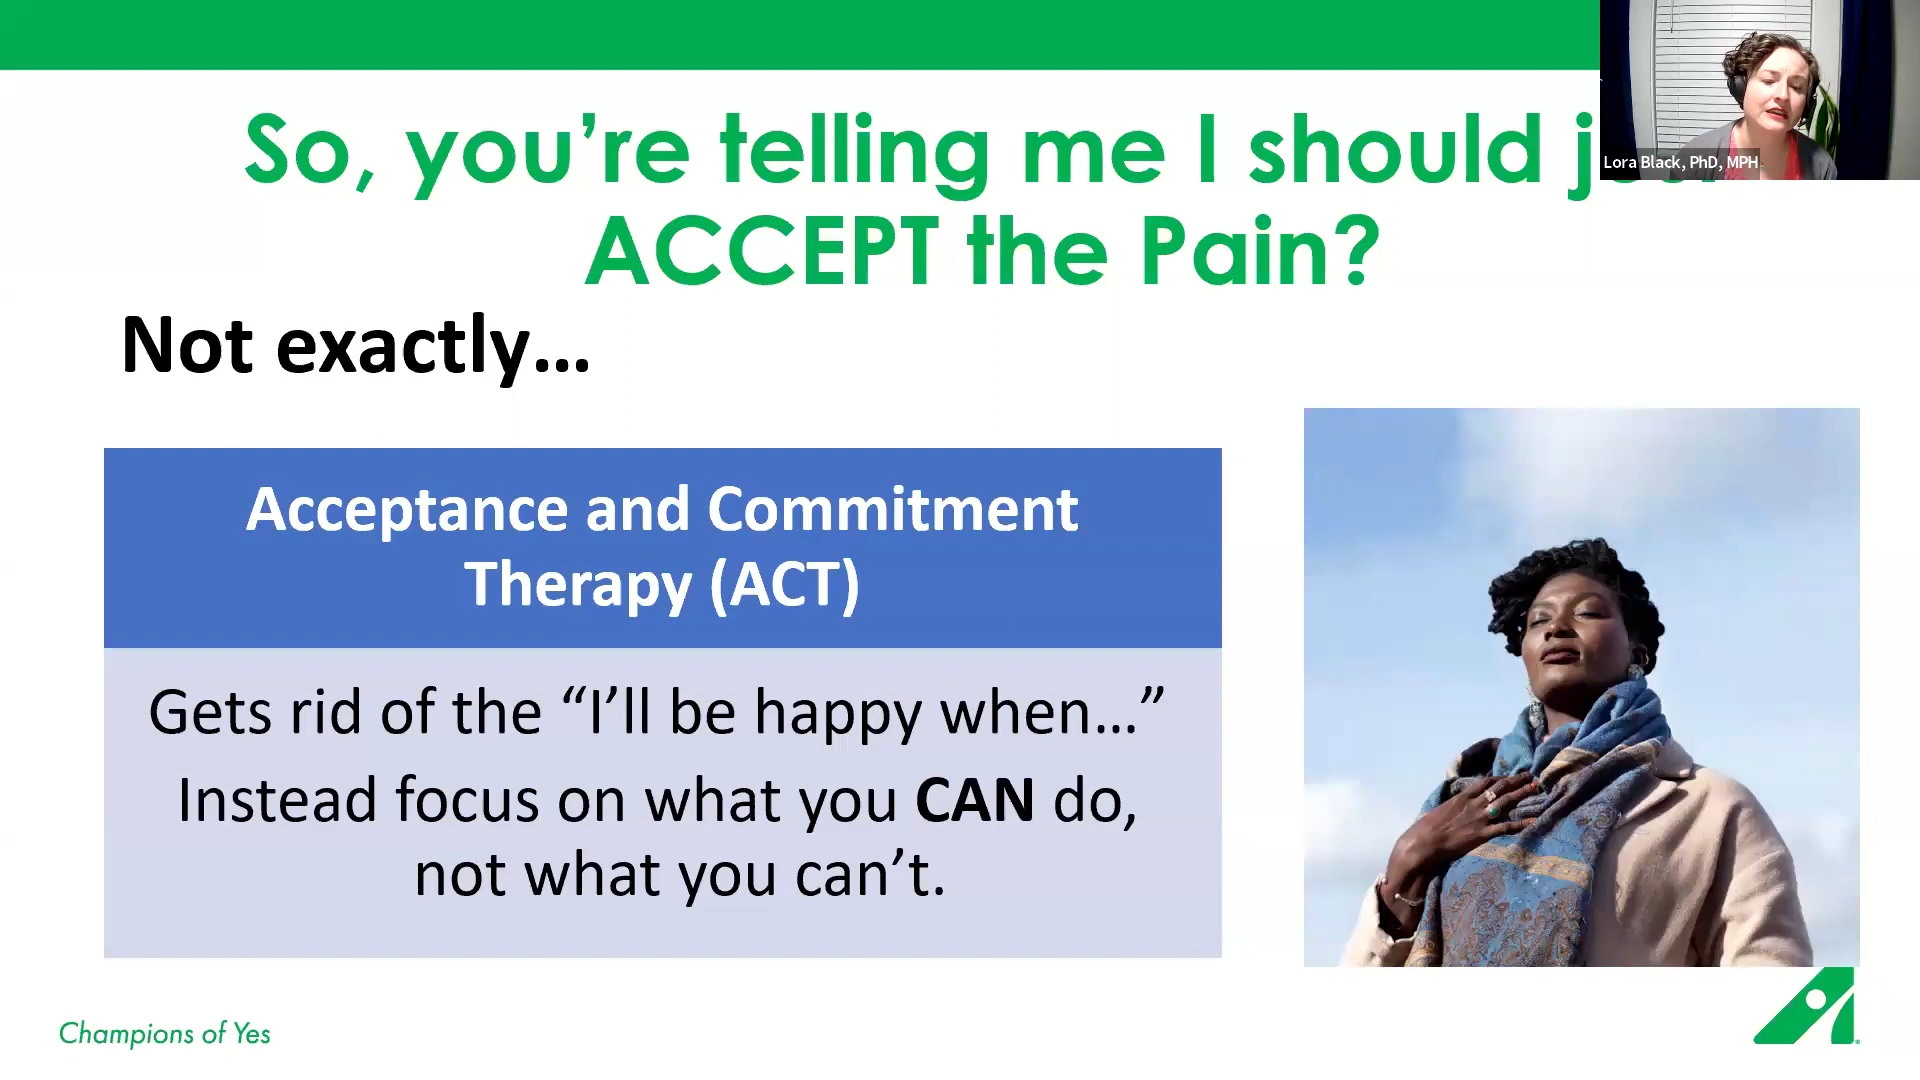 So, you're telling me I should
ACCEPT the Pain?
Lora Black, PhD, MPH
Not exactly...
Acceptance and Commitment
Therapy (ACT)
Gets rid of the “I’ll be happy when...”
Instead focus on what you CAN do,
not what you can’t.
Champions of Yes